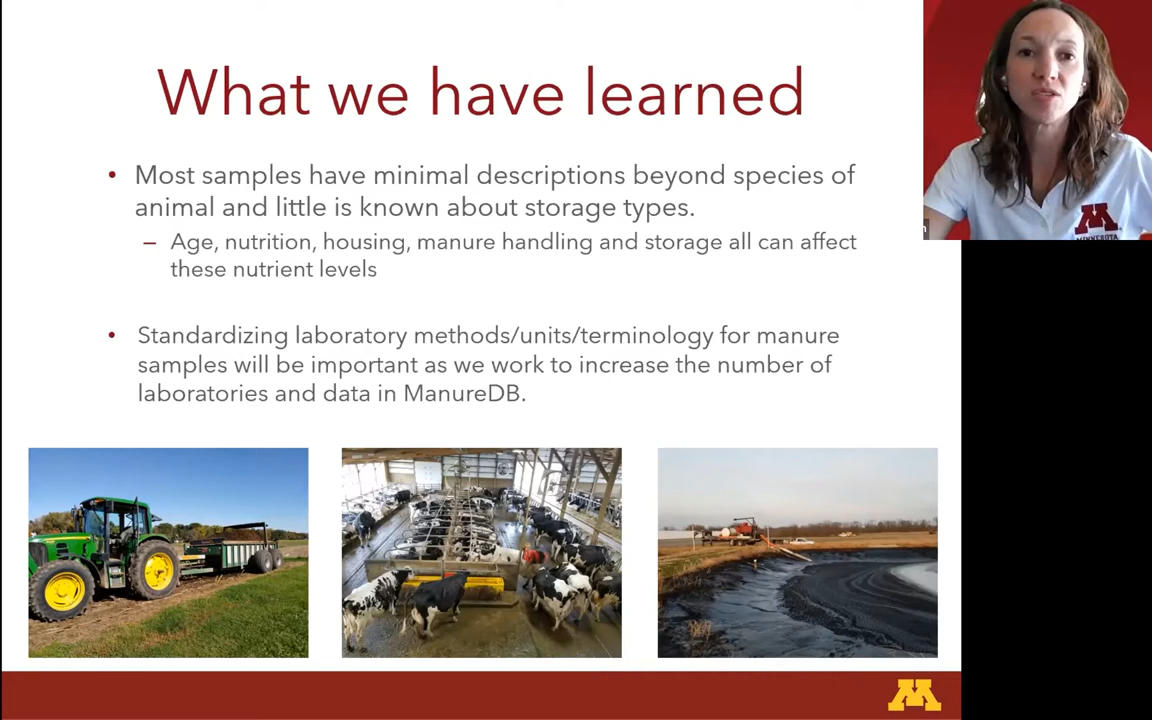 What we have learned
• Most samples have minimal descriptions beyond species of
animal and little is known about storage types.
– Age, nutrition, housing, manure handling and storage all can affect
these nutrient levels
• Standardizing laboratory methods/units/terminology for manure
samples will be important as we work to increase the number of
laboratories and data in ManureDB.
M
MINNESOTA
M